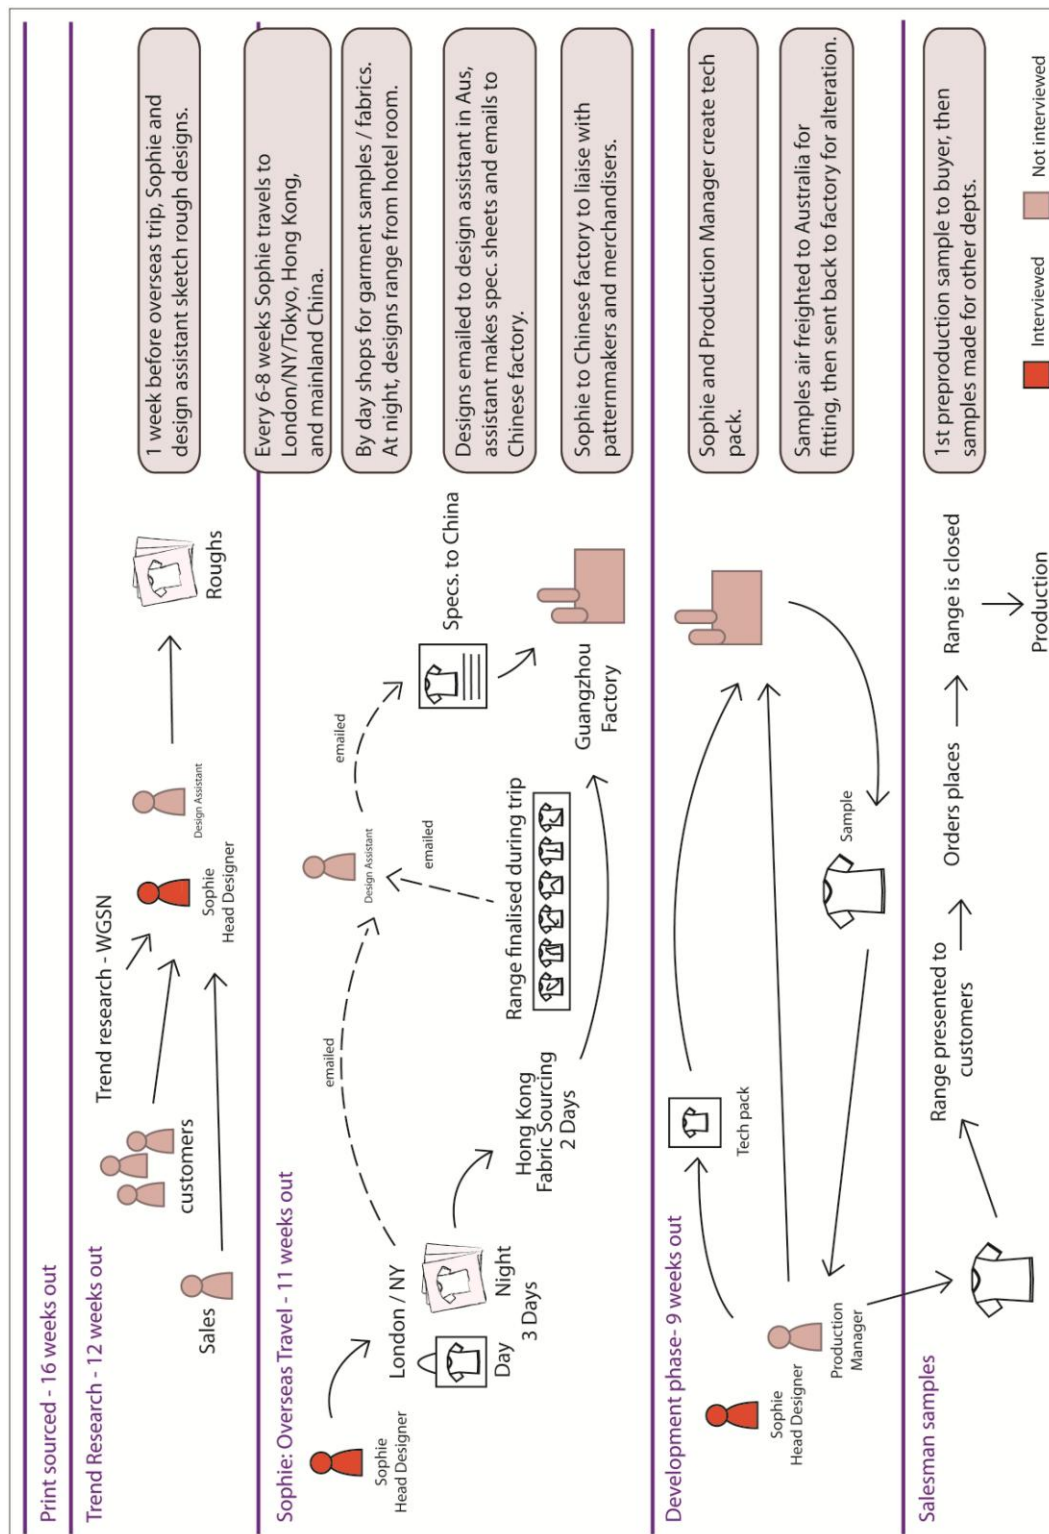 Print sourced - 16 weeks out
Trend Research - 12 weeks out
Sales
customers
Trend research - WGSN
Sophie
Head Designer
Design Assistant
Roughs
1 week before overseas trip, Sophie and
design assistant sketch rough designs.
Sophie: Overseas Travel - 11 weeks out
Sophie
Head Designer
London / NY
Day
Night
3 Days
emailed
Hong Kong
Fabric Sourcing
2 Days
Range finalised during trip
emailed
Design Assistant
emailed
Specs. to China
Guangzhou
Factory
Every 6-8 weeks Sophie travels to
London/NY/Tokyo, Hong Kong,
and mainland China.
By day shops for garment samples / fabrics.
At night, designs range from hotel room.
Designs emailed to design assistant in Aus,
assistant makes spec. sheets and emails to
Chinese factory.
Sophie to Chinese factory to liaise with
patternmakers and merchandisers.
Development phase- 9 weeks out
Sophie
Head Designer
Production
Manager
Tech pack
Sample
Sophie and Production Manager create tech
pack.
Samples air freighted to Australia for
fitting, then sent back to factory for alteration.
Salesman samples
Range presented to
customers
Orders places
Range is closed
Production
1st preproduction sample to buyer, then
samples made for other depts.
Interviewed
Not interviewed